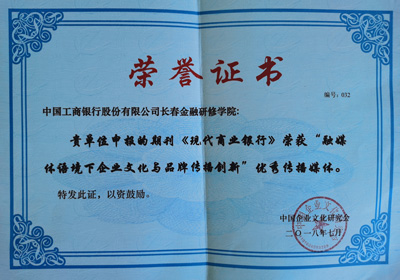 荣誉证书
编号：032
中国工商银行股份有限公司长春金融研修学院：
贵单位申报的期刊《现代商业银行》荣获“融媒
体语境下企业文化与品牌传播创新”优秀传播媒体。
特发此证，以资鼓励。
中国企业文化研究会
二〇一八年七月